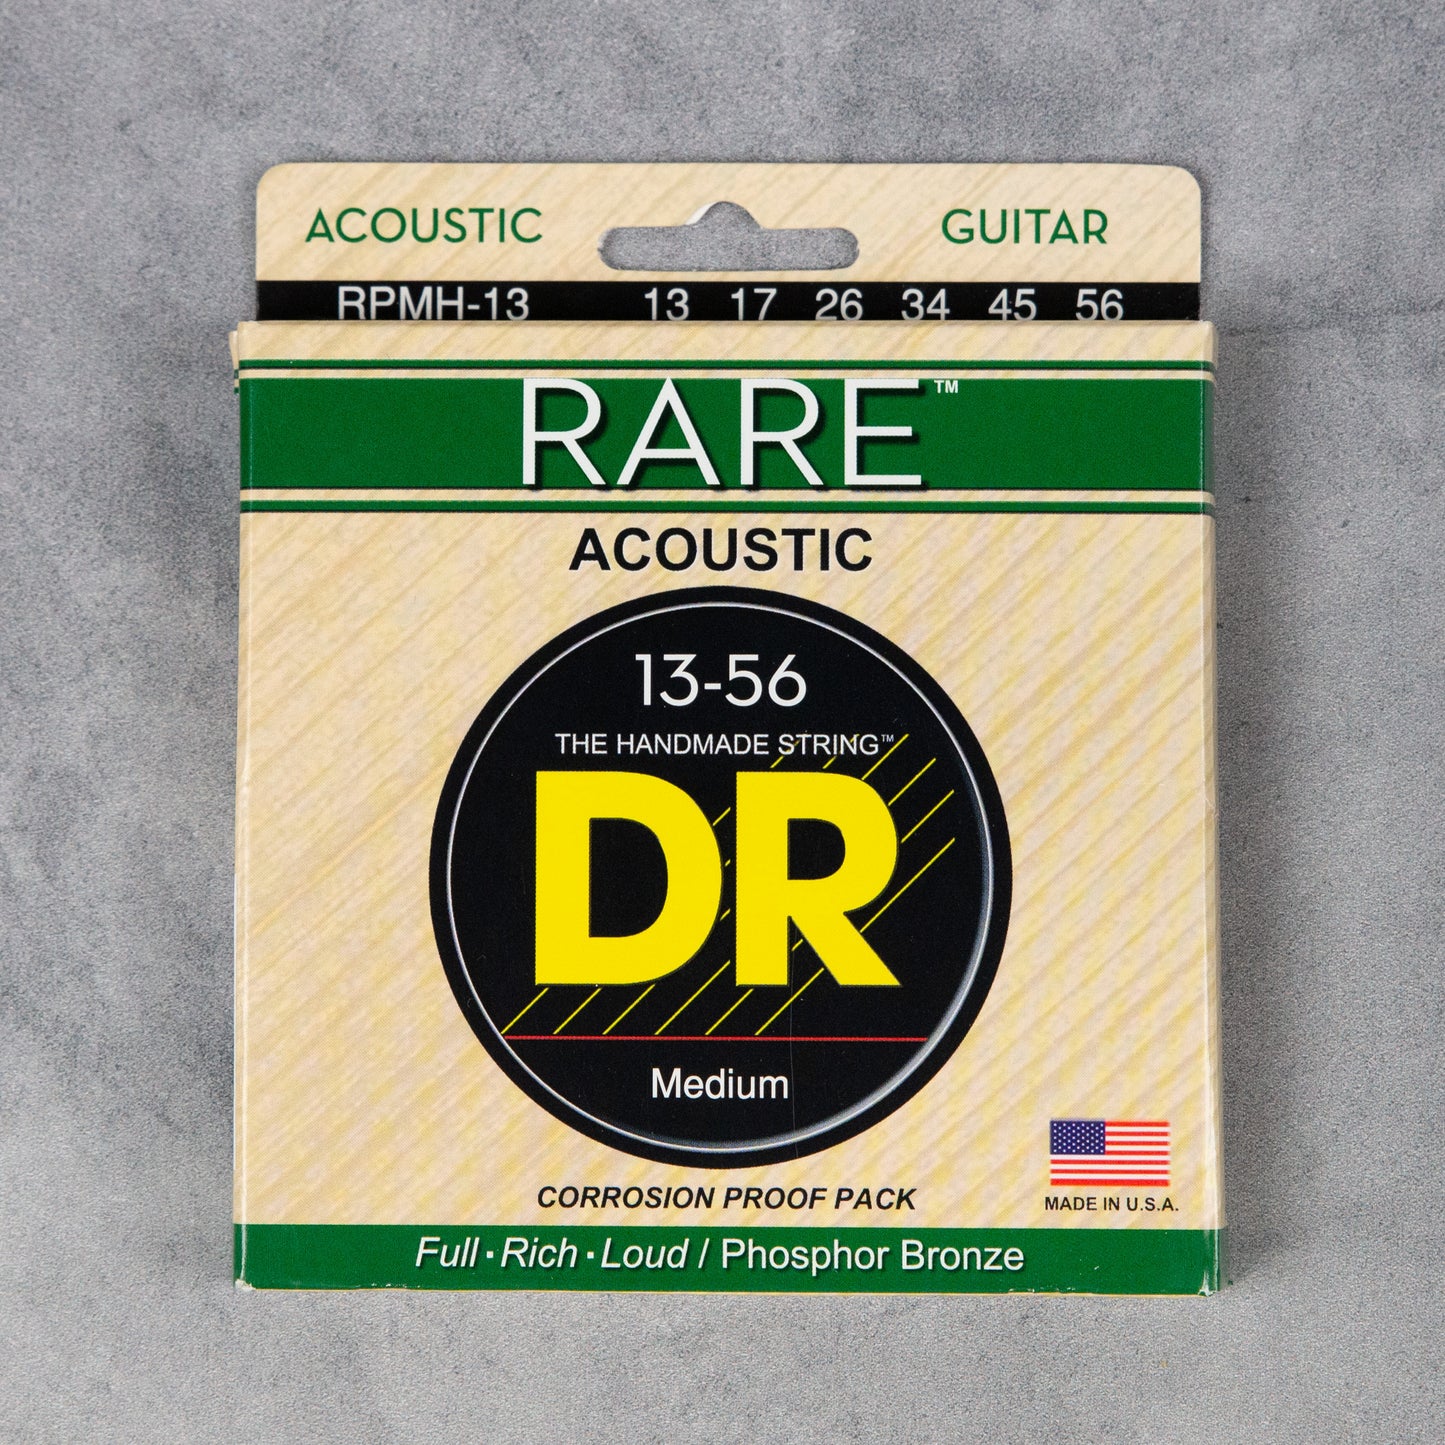 ACOUSTIC GUITAR
RPMH-13 13 17 26 34 45 56
RARE™
ACOUSTIC
13-56
THE HANDMADE STRING™
DR
Medium
CORROSION PROOF PACK
MADE IN U.S.A.
Full · Rich · Loud / Phosphor Bronze